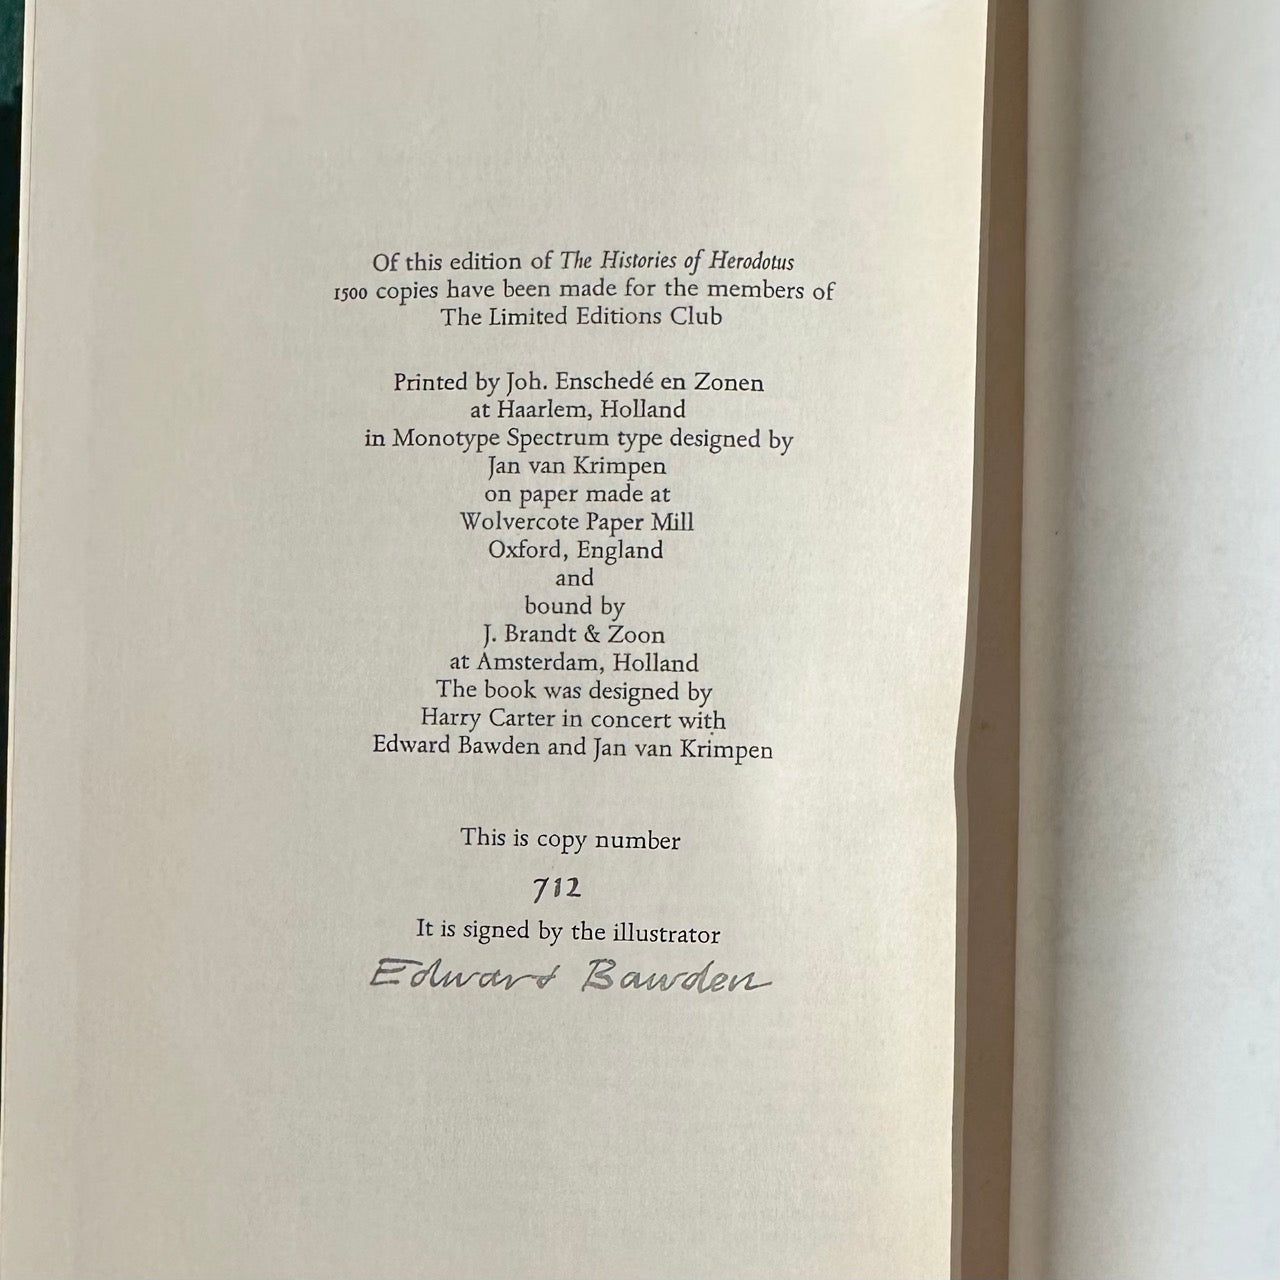 Of this edition of The Histories of Herodotus
1500 copies have been made for the members of
The Limited Editions Club
Printed by Joh. Enschedé en Zonen
at Haarlem, Holland
in Monotype Spectrum type designed by
Jan van Krimpen
on paper made at
Wolvercote Paper Mill
Oxford, England
and
bound by
J. Brandt & Zoon
at Amsterdam, Holland
The book was designed by
Harry Carter in concert with
Edward Bawden and Jan van Krimpen
This is copy number
712
It is signed by the illustrator
Edward Bawden